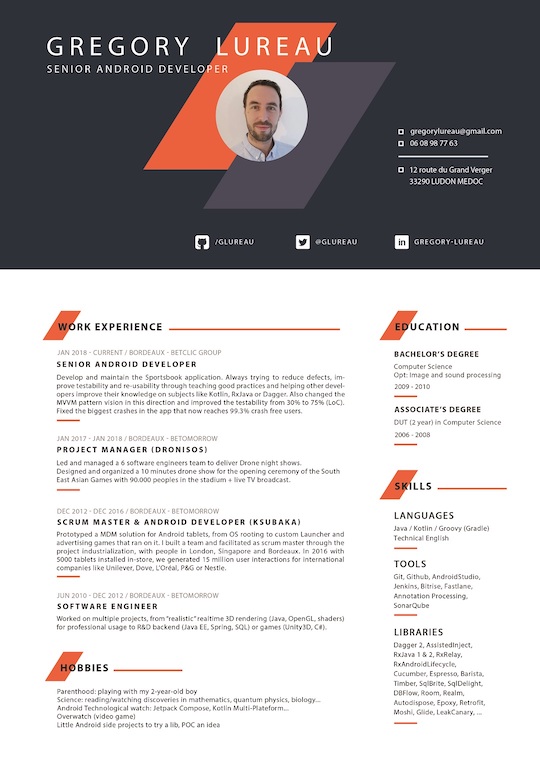 GREGORY LUREAU
SENIOR ANDROID DEVELOPER
gregorylureau@gmail.com
06 08 98 77 63
12 route du Grand Verger
33290 LUDON MEDOC
/GLUREAU
@GLUREAU
GREGORY-LUREAU
WORK EXPERIENCE
JAN 2018 - CURRENT / BORDEAUX - BETCLIC GROUP
SENIOR ANDROID DEVELOPER
Develop and maintain the Sportsbook application. Always trying to reduce defects, im-
prove testability and re-usability through teaching good practices and helping other devel-
opers improve their knowledge on subjects like Kotlin, RxJava or Dagger. Also changed the
MVVM pattern vision in this direction and improved the testability from 30% to 75% (LoC).
Fixed the biggest crashes in the app that now reaches 99.3% crash free users.
JAN 2017 - JAN 2018 / BORDEAUX - BETOMORROW
PROJECT MANAGER (DRONISOS)
Led and managed a 6 software engineers team to deliver Drone night shows.
Designed and organized a 10 minutes drone show for the opening ceremony of the South
East Asian Games with 90.000 peoples in the stadium + live TV broadcast.
DEC 2012 - DEC 2016 / BORDEAUX - BETOMORROW
SCRUM MASTER & ANDROID DEVELOPER (KSUBAKA)
Prototyped a MDM solution for Android tablets, from OS rooting to custom Launcher and
advertising games that ran on it. I built a team and facilitated as scrum master through the
project industrialization, with people in London, Singapore and Bordeaux. In 2016 with
5000 tablets installed in-store, we generated 15 million user interactions for international
companies like Unilever, Dove, L'Oréal, P&G or Nestle.
JUN 2010 - DEC 2012 / BORDEAUX - BETOMORROW
SOFTWARE ENGINEER
Worked on multiple projects, from "realistic" realtime 3D rendering (Java, OpenGL, shaders)
for professional usage to R&D backend (Java EE, Spring, SQL) or games (Unity3D, C#).
HOBBIES
Parenthood: playing with my 2-year-old boy
Science: reading/watching discoveries in mathematics, quantum physics, biology...
Android Technological watch: Jetpack Compose, Kotlin Multi-Plateform...
Overwatch (video game)
Little Android side projects to try a lib, POC an idea
EDUCATION
BACHELOR'S DEGREE
Computer Science
Opt: Image and sound processing
2009 - 2010
ASSOCIATE'S DEGREE
DUT (2 year) in Computer Science
2006 - 2008
SKILLS
LANGUAGES
Java / Kotlin / Groovy (Gradle)
Technical English
TOOLS
Git, Github, AndroidStudio,
Jenkins, Bitrise, Fastlane,
Annotation Processing,
SonarQube
LIBRARIES
Dagger 2, AssistedInject,
RxJava 1 & 2, RxRelay,
RxAndroidLifecycle,
Cucumber, Espresso, Barista,
Timber, SqlBrite, SqlDelight,
DBFlow, Room, Realm,
Autodispose, Epoxy, Retrofit,
Moshi, Glide, LeakCanary, ...